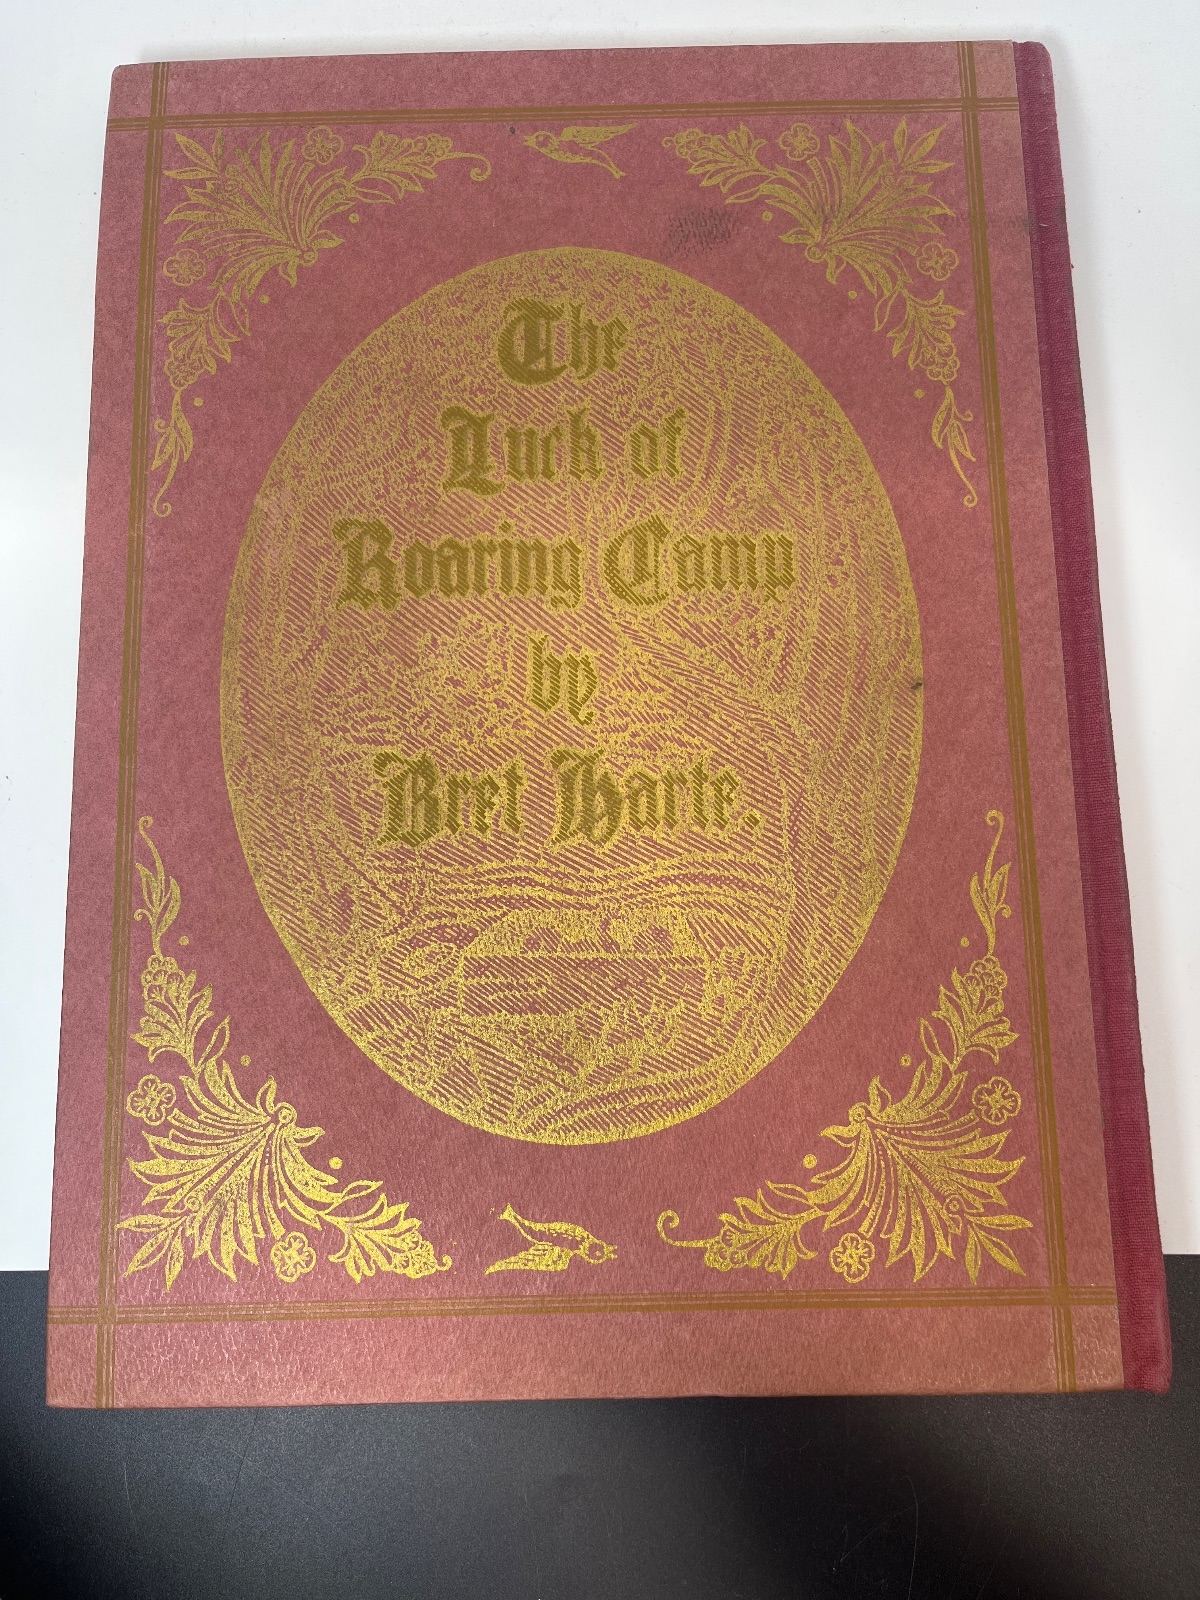 The
Luck of
Roaring Camp
by
Bret Harte.